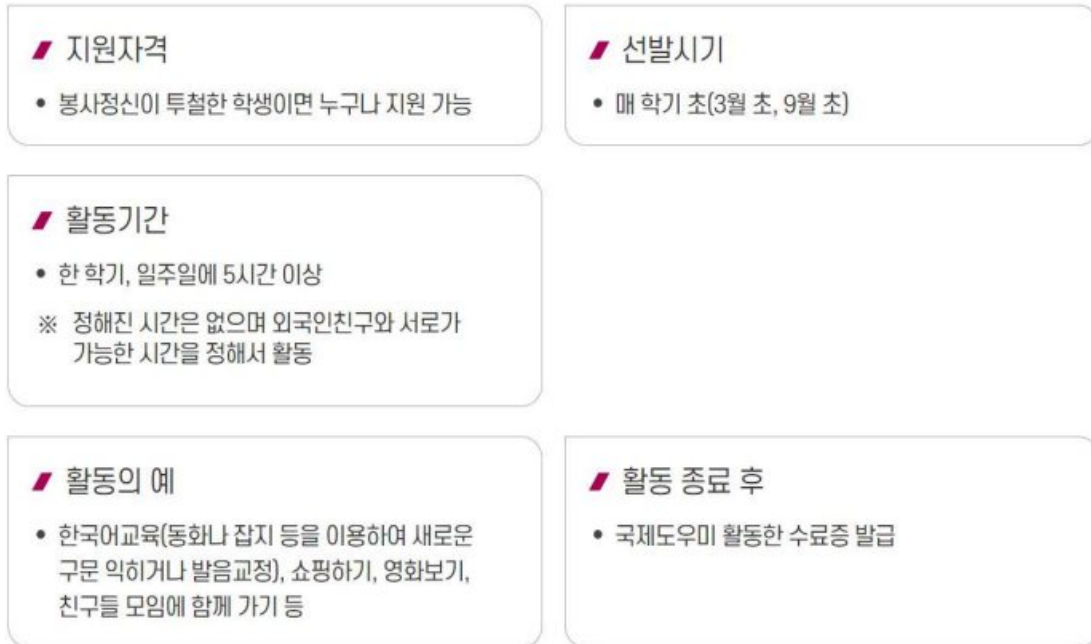 지원자격
• 봉사정신이 투철한 학생이면 누구나 지원 가능
선발시기
• 매 학기 초(3월 초, 9월 초)
활동기간
• 한 학기, 일주일에 5시간 이상
※ 정해진 시간은 없으며 외국인친구와 서로가
가능한 시간을 정해서 활동
활동의 예
• 한국어교육(동화나 잡지 등을 이용하여 새로운
구문 익히거나 발음교정), 쇼핑하기, 영화보기,
친구들 모임에 함께 가기 등
활동 종료 후
• 국제도우미 활동한 수료증 발급